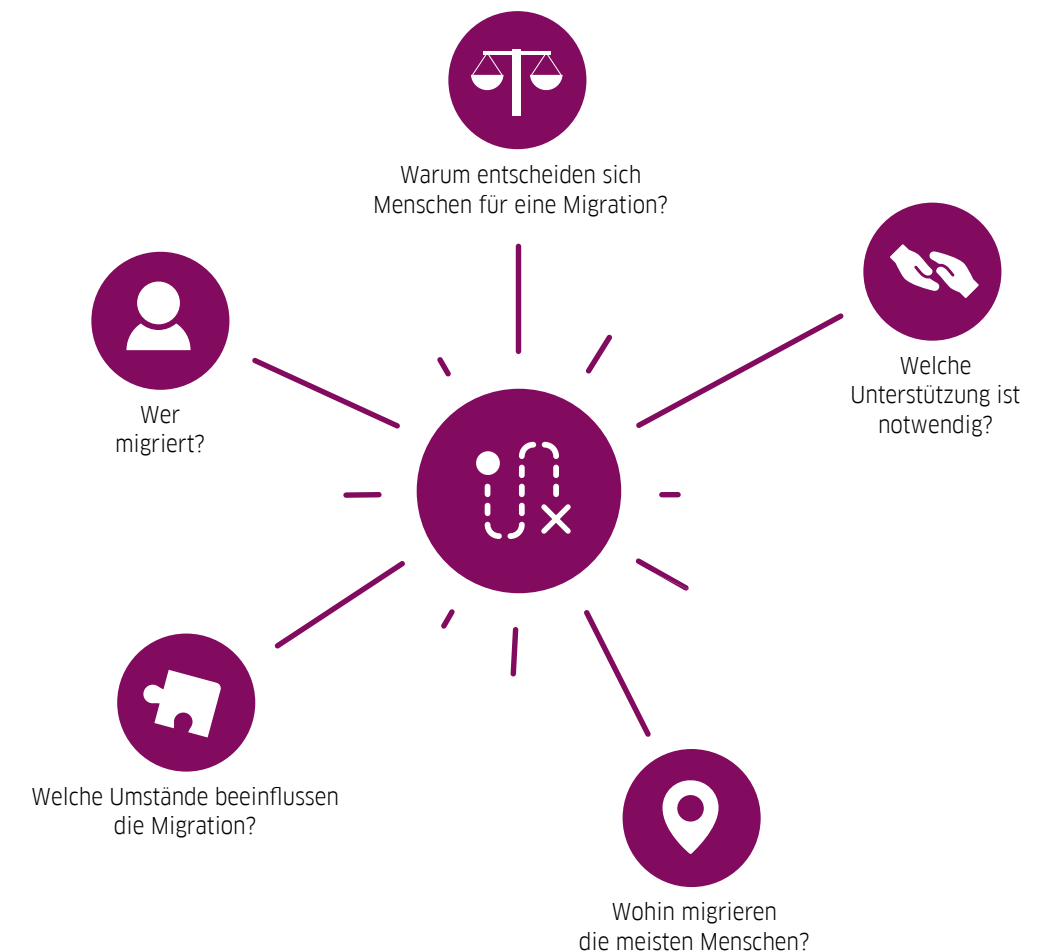 Warum entscheiden sich
Menschen für eine Migration?
Welche
Unterstützung ist
notwendig?
Wer
migriert?
Welche Umstände beeinflussen
die Migration?
Wohin migrieren
die meisten Menschen?